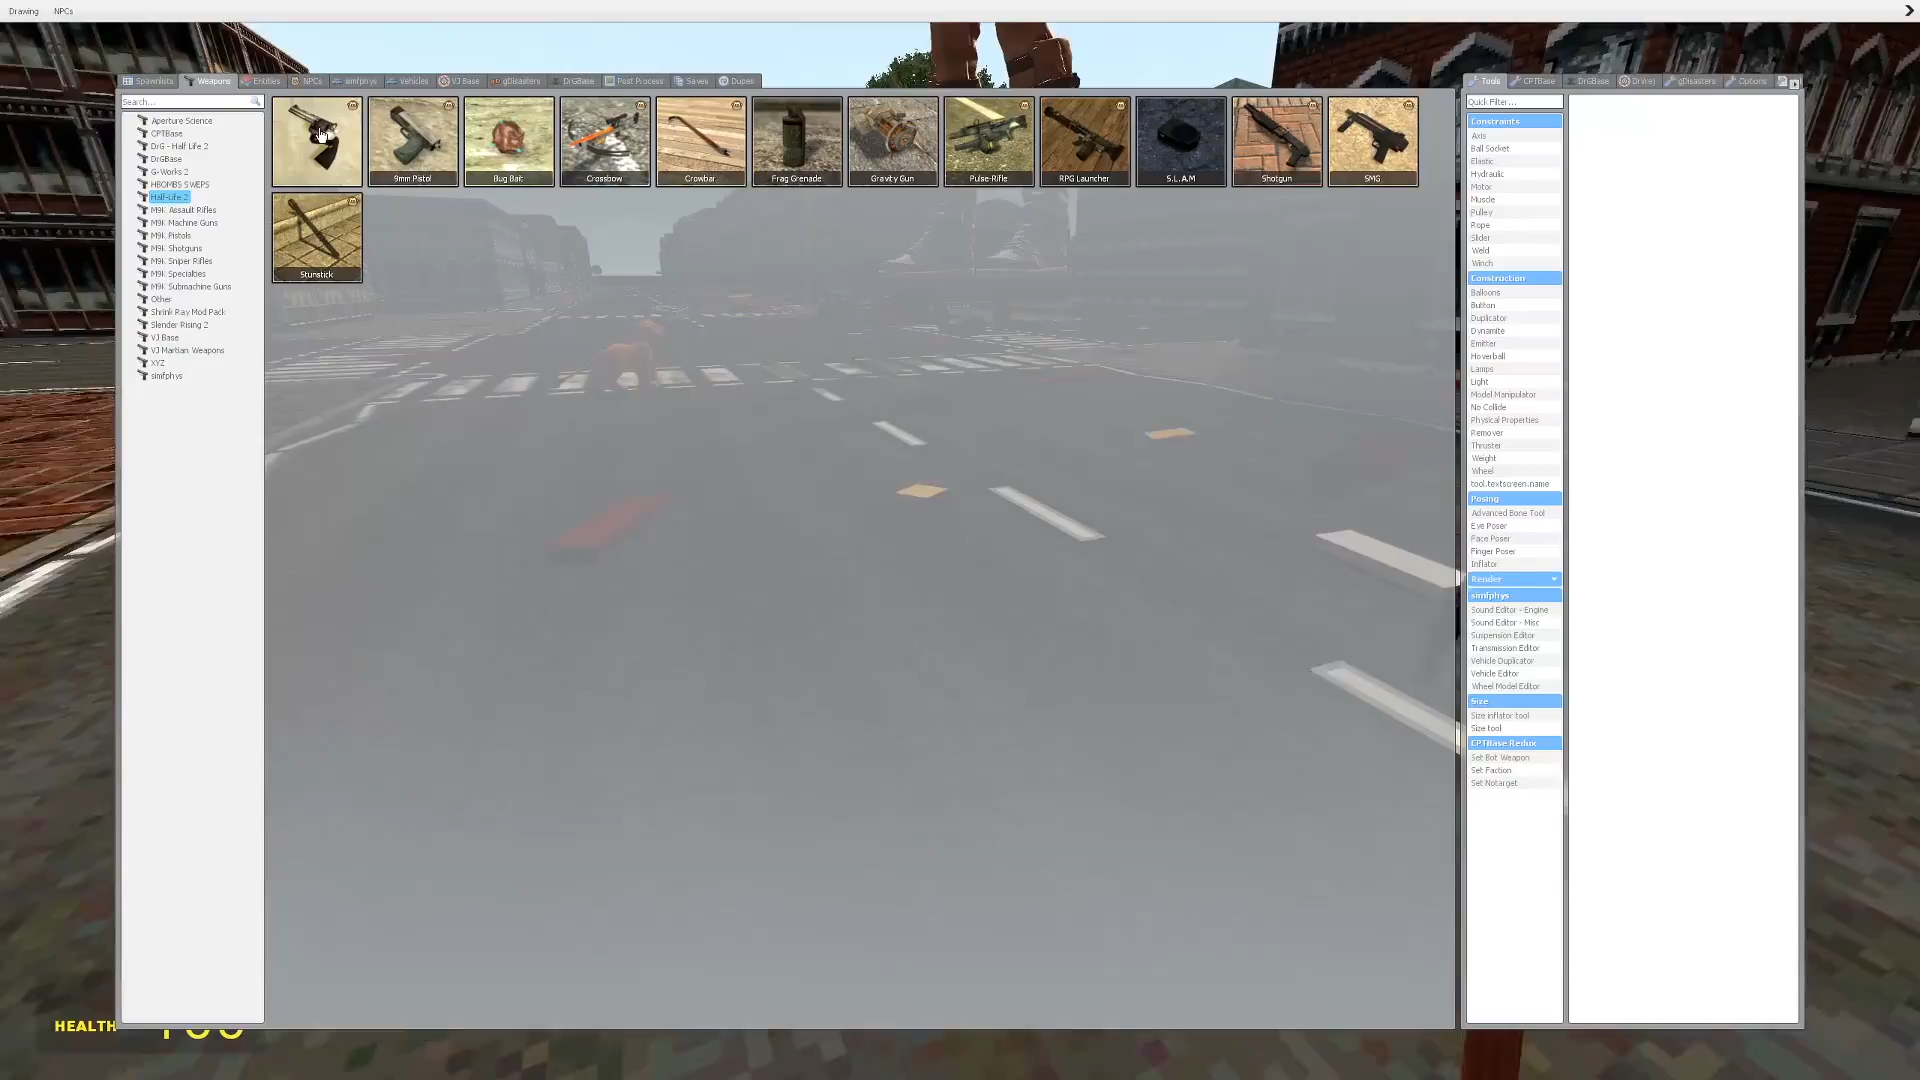 Drawing NPCs
Spawnlists Weapons Entities NPCs simfphys Vehicles VJ Base gDisasters DrGBase Post Process Saves Dupes
Search...
Aperture Science
CPTBase
DrG - Half Life 2
DrGBase
G-Works 2
HBOMBS SWEPS
Half-Life 2
M9K Assault Rifles
M9K Machine Guns
M9K Pistols
M9K Shotguns
M9K Sniper Rifles
M9K Specialties
M9K Submachine Guns
Other
Shrink Ray Mod Pack
Slender Rising 2
VJ Base
VJ Martian Weapons
XYZ
simfphys
9mm Pistol Bug Bait Crossbow Crowbar Frag Grenade Gravity Gun Pulse-Rifle RPG Launcher S.L.A.M Shotgun SMG
Stunstick
Tools CPTBase DrGBase gDisasters Options
Quick Filter...
Constraints
Axis
Ball Socket
Elastic
Hydraulic
Motor
Muscle
Pulley
Rope
Slider
Weld
Winch
Construction
Balloons
Button
Duplicator
Dynamite
Emitter
Hoverball
Lamps
Light
Model Manipulator
No Collide
Physical Properties
Remover
Thruster
Weight
Wheel
tool.textscreen.name
Posing
Advanced Bone Tool
Eye Poser
Face Poser
Finger Poser
Inflator
Render
simfphys
Sound Editor - Engine
Sound Editor - Misc
Suspension Editor
Transmission Editor
Vehicle Duplicator
Vehicle Editor
Wheel Model Editor
Size
Size inflator tool
Size tool
CPTBase Redux
Set Bot Weapon
Set Faction
Set Notarget
HEALTH